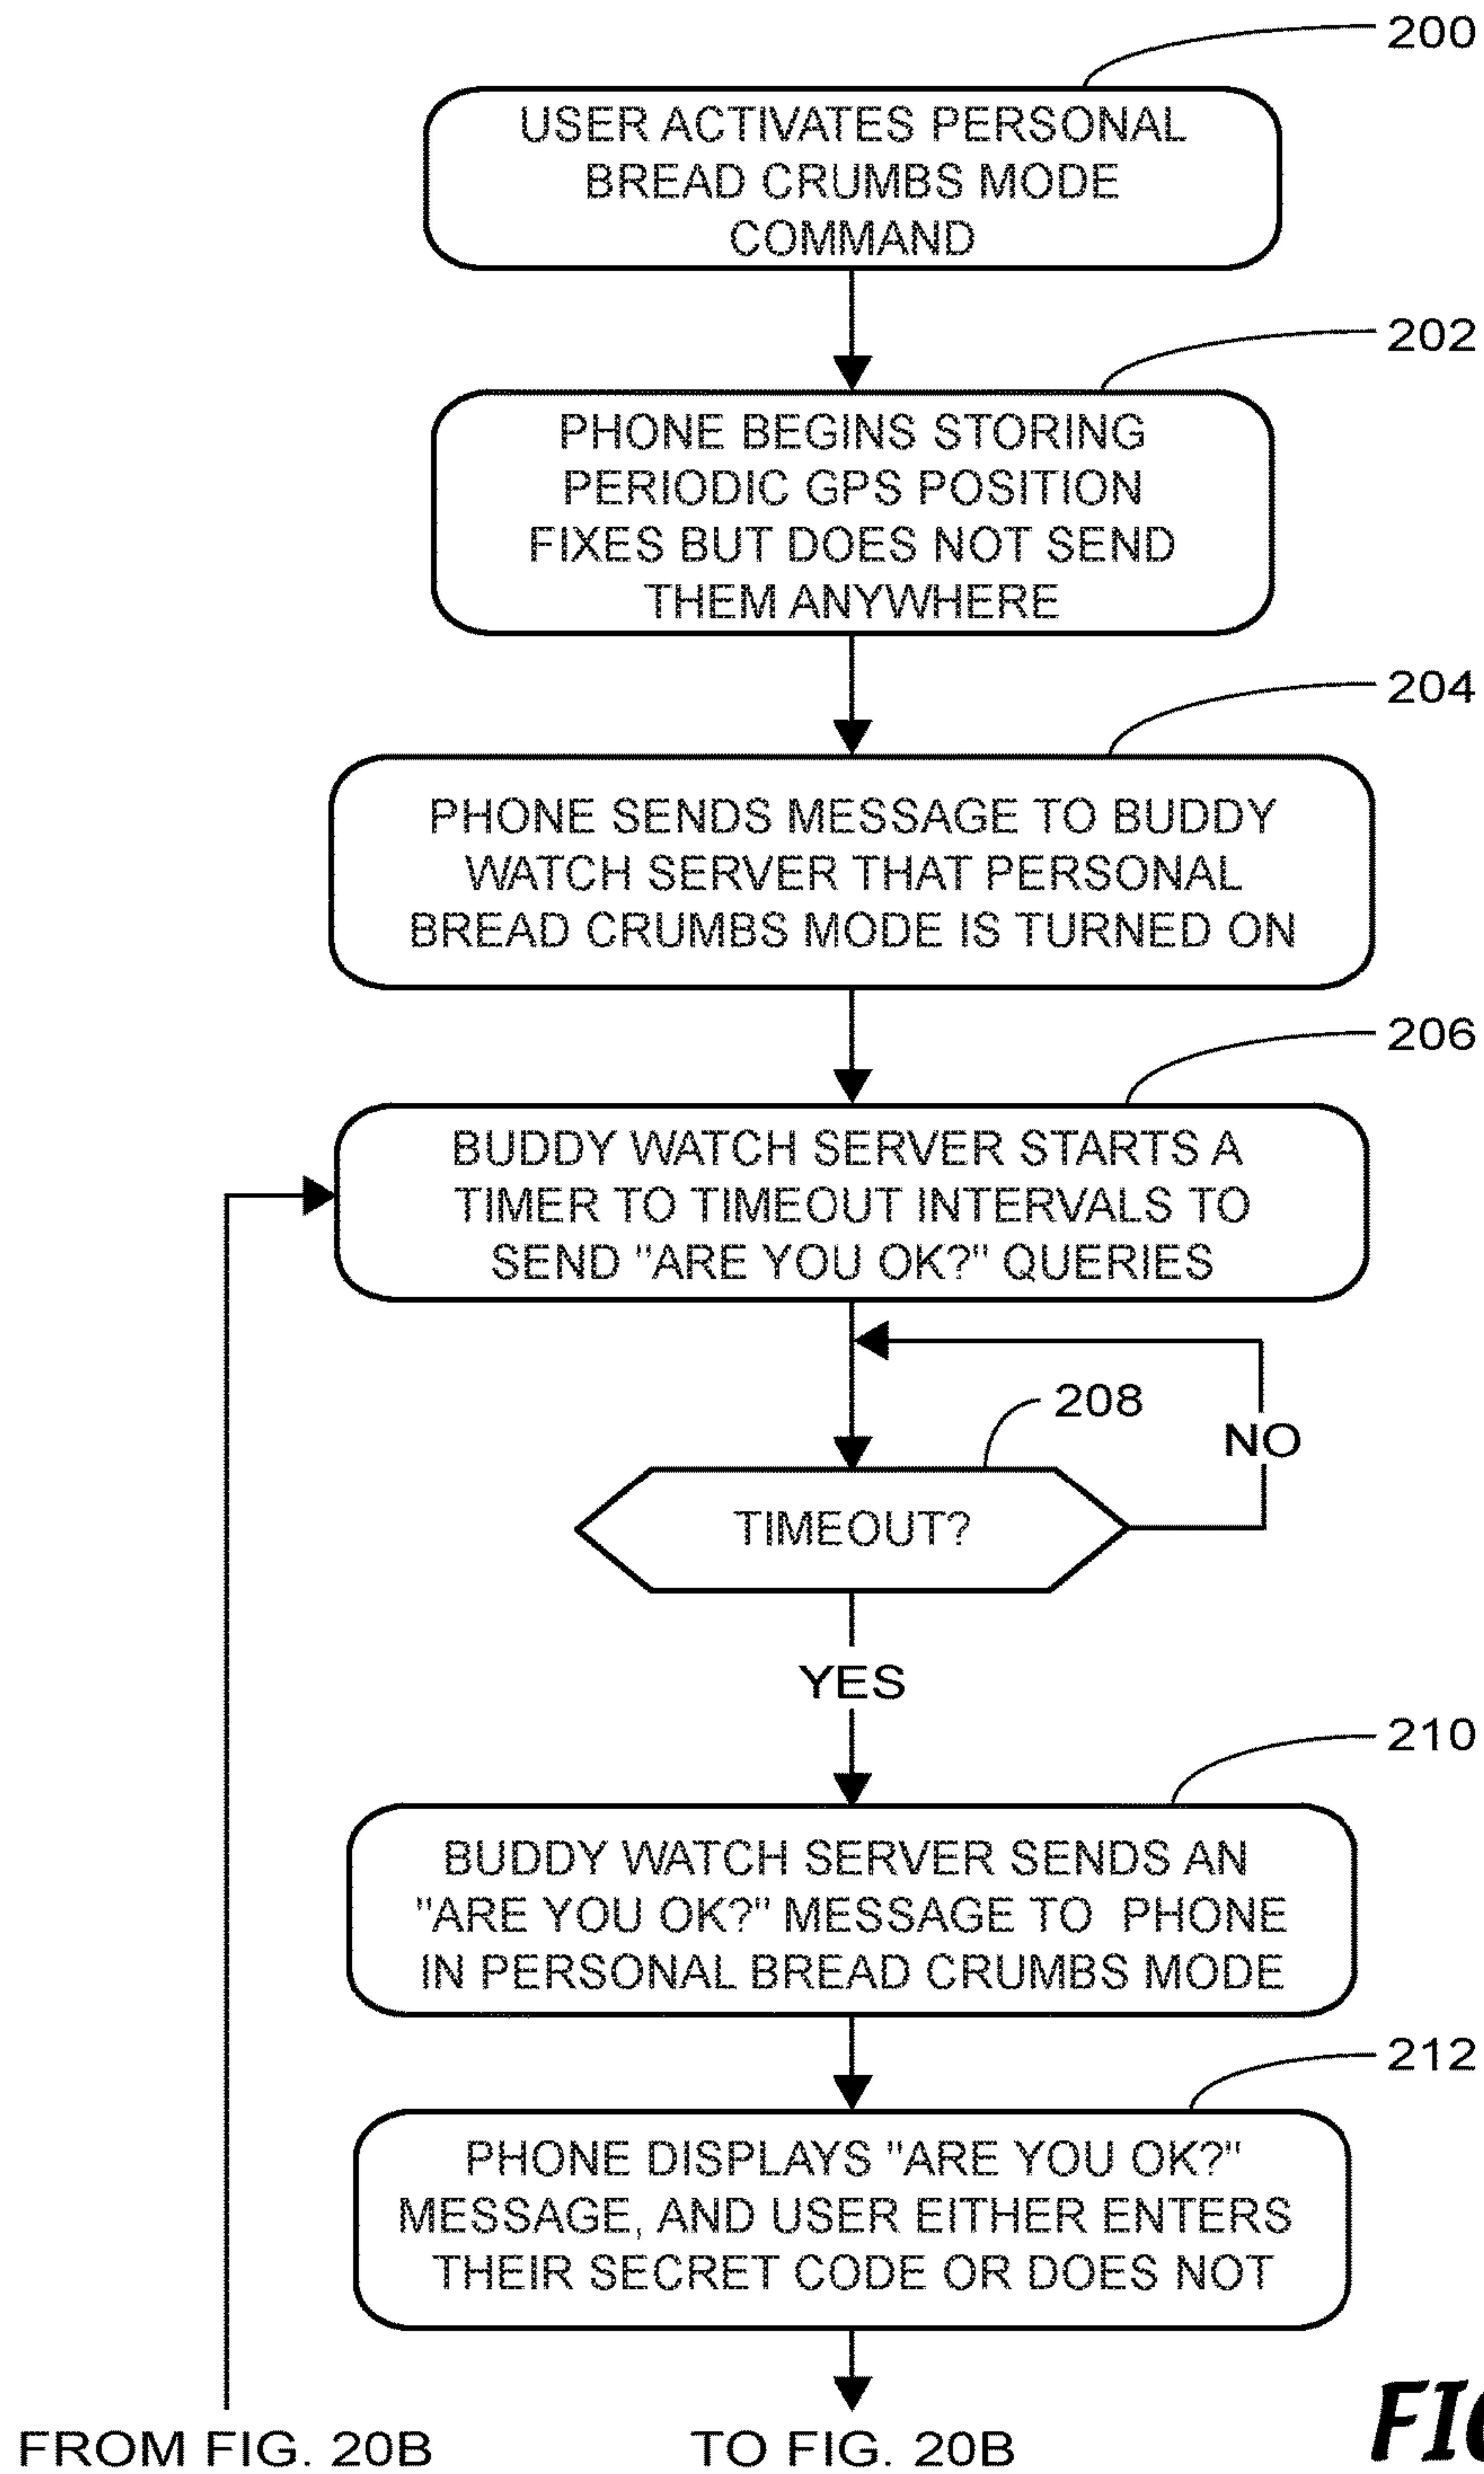 200
USER ACTIVATES PERSONAL
BREAD CRUMBS MODE
COMMAND
202
PHONE BEGINS STORING
PERIODIC GPS POSITION
FIXES BUT DOES NOT SEND
THEM ANYWHERE
204
PHONE SENDS MESSAGE TO BUDDY
WATCH SERVER THAT PERSONAL
BREAD CRUMBS MODE IS TURNED ON
206
BUDDY WATCH SERVER STARTS A
TIMER TO TIMEOUT INTERVALS TO
SEND "ARE YOU OK?" QUERIES
208
NO
TIMEOUT?
YES
210
BUDDY WATCH SERVER SENDS AN
"ARE YOU OK?" MESSAGE TO PHONE
IN PERSONAL BREAD CRUMBS MODE
212
PHONE DISPLAYS "ARE YOU OK?"
MESSAGE, AND USER EITHER ENTERS
THEIR SECRET CODE OR DOES NOT
FROM FIG. 20B
TO FIG. 20B